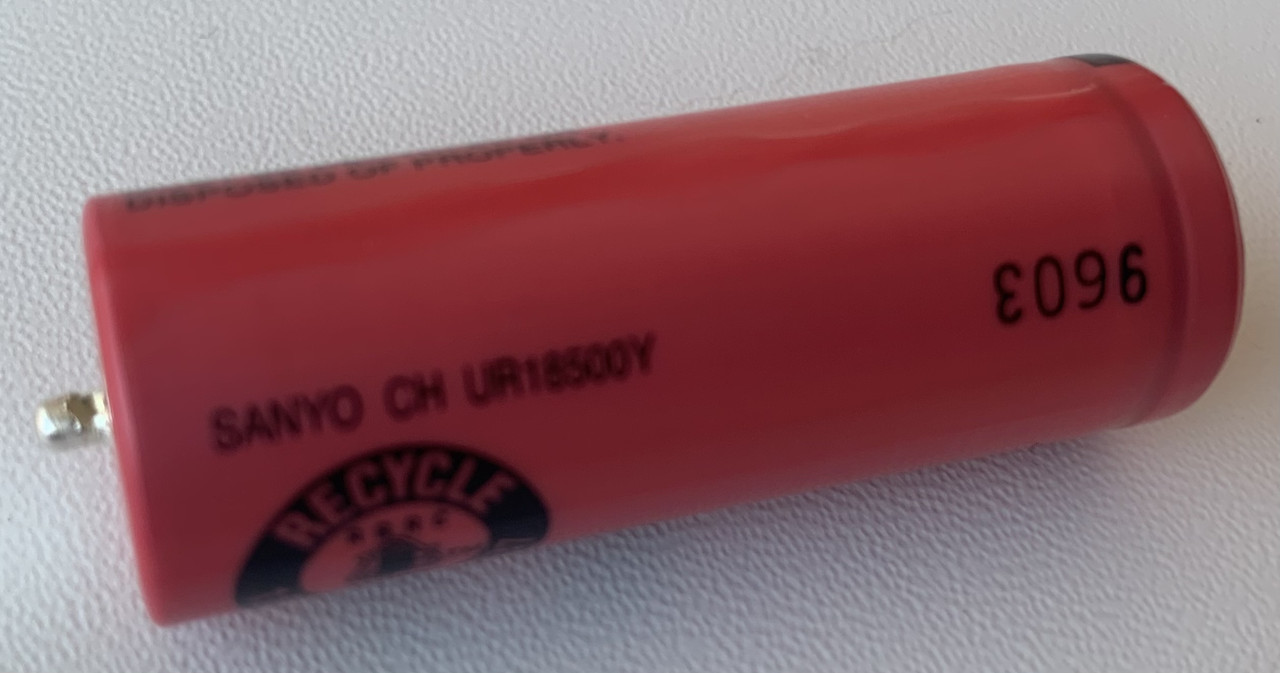 DISPOSED OF PROPERLY.
9603
SANYO CH UR18500Y
RECYCLE